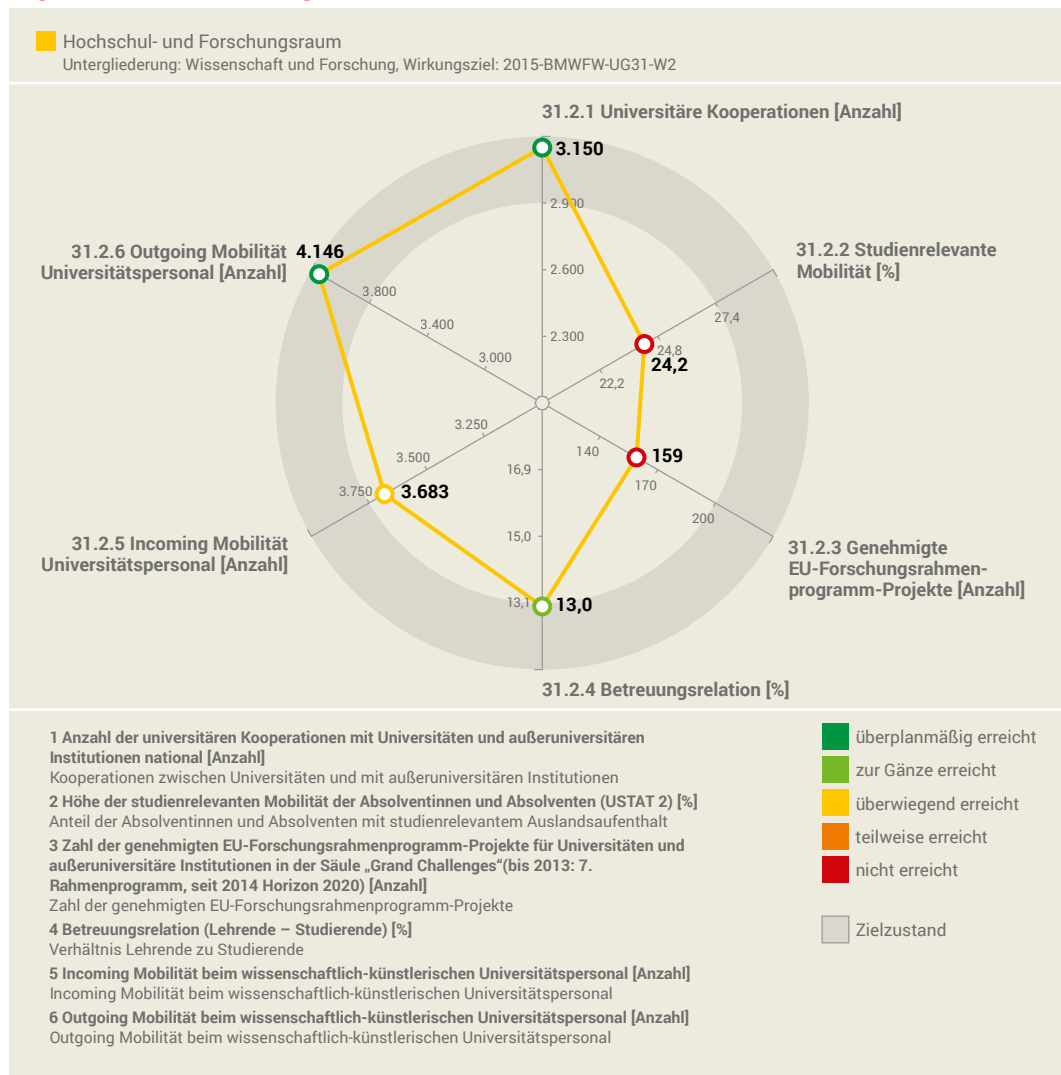 Hochschul- und Forschungsraum
Untergliederung: Wissenschaft und Forschung, Wirkungsziel: 2015-BMWFW-UG31-W2
31.2.1 Universitäre Kooperationen [Anzahl]
3.150
2.900
2.600
2.300
31.2.2 Studienrelevante
Mobilität [%]
27,4
24,8
24,2
22,2
31.2.3 Genehmigte
EU-Forschungsrahmen-
programm-Projekte [Anzahl]
140
159
170
200
31.2.4 Betreuungsrelation [%]
16,9
15,0
13,1
13,0
31.2.5 Incoming Mobilität
Universitätspersonal [Anzahl]
3.250
3.500
3.750
3.683
31.2.6 Outgoing Mobilität
Universitätspersonal [Anzahl]
4.146
3.800
3.400
3.000
1 Anzahl der universitären Kooperationen mit Universitäten und außeruniversitären
Institutionen national [Anzahl]
Kooperationen zwischen Universitäten und mit außeruniversitären Institutionen
2 Höhe der studienrelevanten Mobilität der Absolventinnen und Absolventen (USTAT 2) [%]
Anteil der Absolventinnen und Absolventen mit studienrelevantem Auslandsaufenthalt
3 Zahl der genehmigten EU-Forschungsrahmenprogramm-Projekte für Universitäten und
außeruniversitäre Institutionen in der Säule „Grand Challenges“(bis 2013: 7.
Rahmenprogramm, seit 2014 Horizon 2020) [Anzahl]
Zahl der genehmigten EU-Forschungsrahmenprogramm-Projekte
4 Betreuungsrelation (Lehrende – Studierende) [%]
Verhältnis Lehrende zu Studierende
5 Incoming Mobilität beim wissenschaftlich-künstlerischen Universitätspersonal [Anzahl]
Incoming Mobilität beim wissenschaftlich-künstlerischen Universitätspersonal
6 Outgoing Mobilität beim wissenschaftlich-künstlerischen Universitätspersonal [Anzahl]
Outgoing Mobilität beim wissenschaftlich-künstlerischen Universitätspersonal
überplanmäßig erreicht
zur Gänze erreicht
überwiegend erreicht
teilweise erreicht
nicht erreicht
Zielzustand